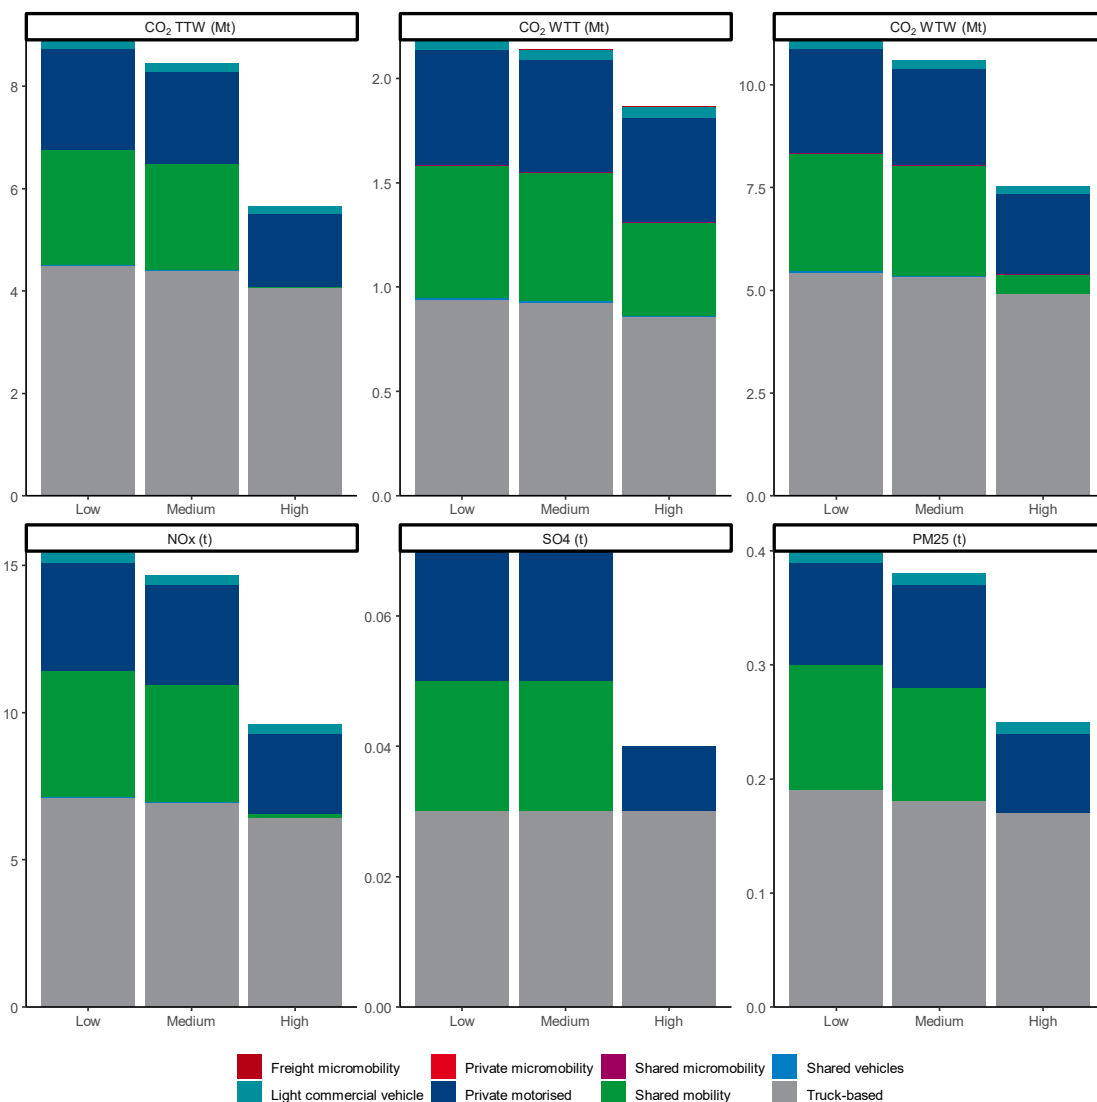 CO2 TTW (Mt)
CO2 WTT (Mt)
CO2 WTW (Mt)
8
6
4
2
0
2.0
1.5
1.0
0.5
0.0
10.0
7.5
5.0
2.5
0.0
Low Medium High
Low Medium High
Low Medium High
NOx (t)
SO4 (t)
PM25 (t)
15
10
5
0
0.06
0.04
0.02
0.00
0.4
0.3
0.2
0.1
0.0
Low Medium High
Low Medium High
Low Medium High
Freight micromobility Private micromobility Shared micromobility Shared vehicles
Light commercial vehicle Private motorised Shared mobility Truck-based